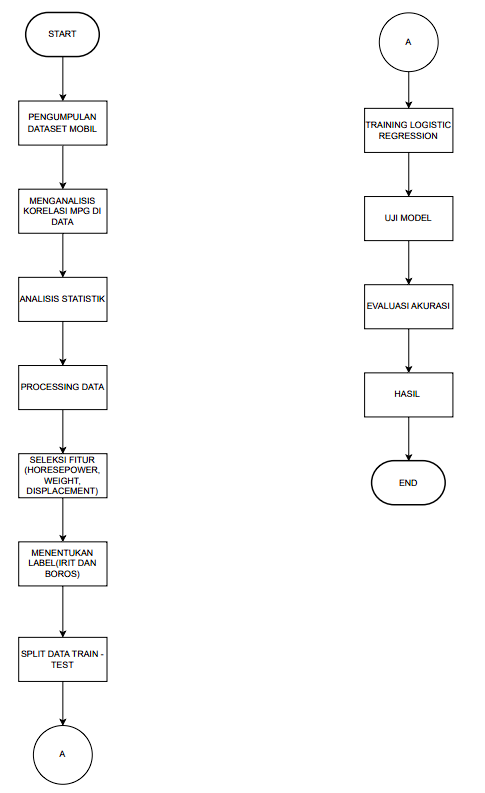 START
PENGUMPULAN
DATASET MOBIL
MENGANALISIS
KORELASI MPG DI
DATA
ANALISIS STATISTIK
PROCESSING DATA
SELEKSI FITUR
(HORESEPOWER,
WEIGHT,
DISPLACEMENT)
MENENTUKAN
LABEL(IRIT DAN
BOROS)
SPLIT DATA TRAIN -
TEST
A
A
TRAINING LOGISTIC
REGRESSION
UJI MODEL
EVALUASI AKURASI
HASIL
END